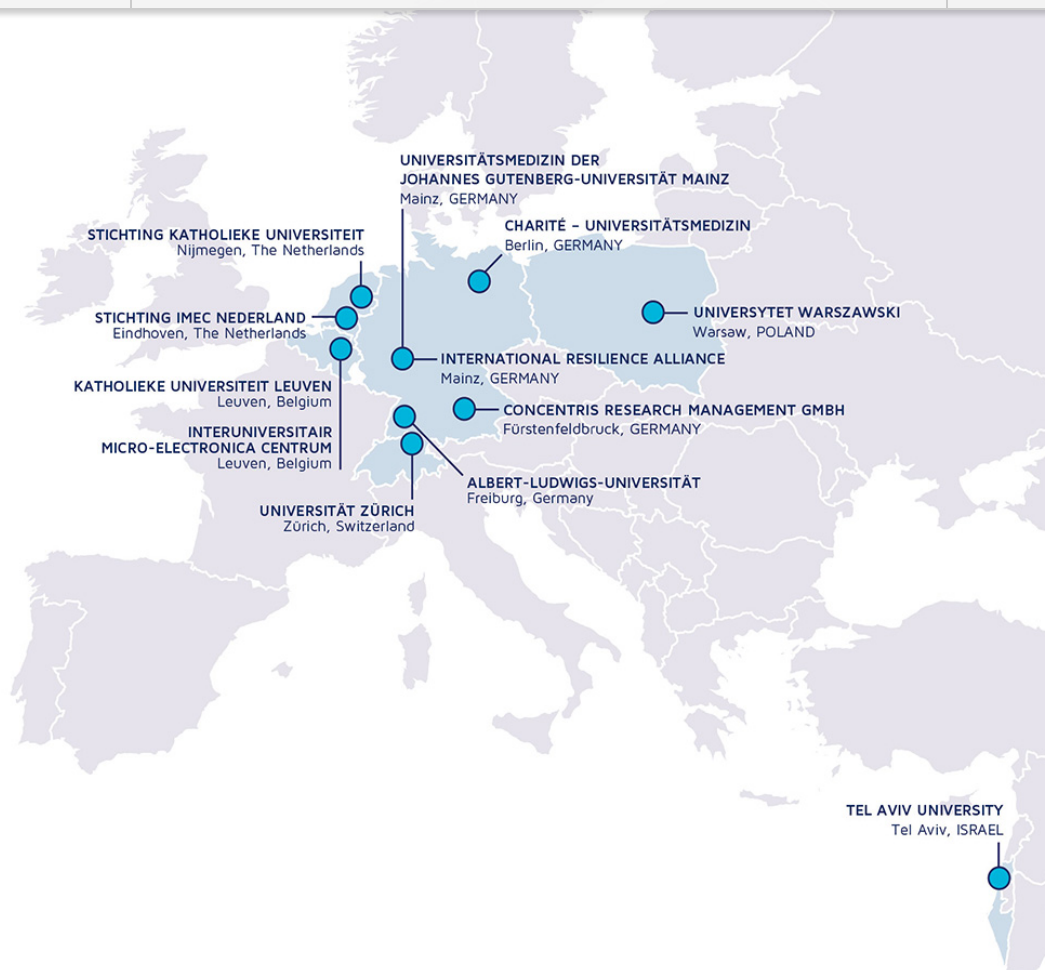 UNIVERSITÄTSMEDIZIN DER
JOHANNES GUTENBERG-UNIVERSITÄT MAINZ
Mainz, GERMANY
CHARITÉ – UNIVERSITÄTSMEDIZIN
Berlin, GERMANY
STICHTING KATHOLIEKE UNIVERSITEIT
Nijmegen, The Netherlands
STICHTING IMEC NEDERLAND
Eindhoven, The Netherlands
UNIVERSYTET WARSZAWSKI
Warsaw, POLAND
INTERNATIONAL RESILIENCE ALLIANCE
Mainz, GERMANY
KATHOLIEKE UNIVERSITEIT LEUVEN
Leuven, Belgium
CONCENTRIS RESEARCH MANAGEMENT GMBH
Fürstenfeldbruck, GERMANY
INTERUNIVERSITAIR
MICRO-ELECTRONICA CENTRUM
Leuven, Belgium
ALBERT-LUDWIGS-UNIVERSITÄT
Freiburg, Germany
UNIVERSITÄT ZÜRICH
Zürich, Switzerland
TEL AVIV UNIVERSITY
Tel Aviv, ISRAEL